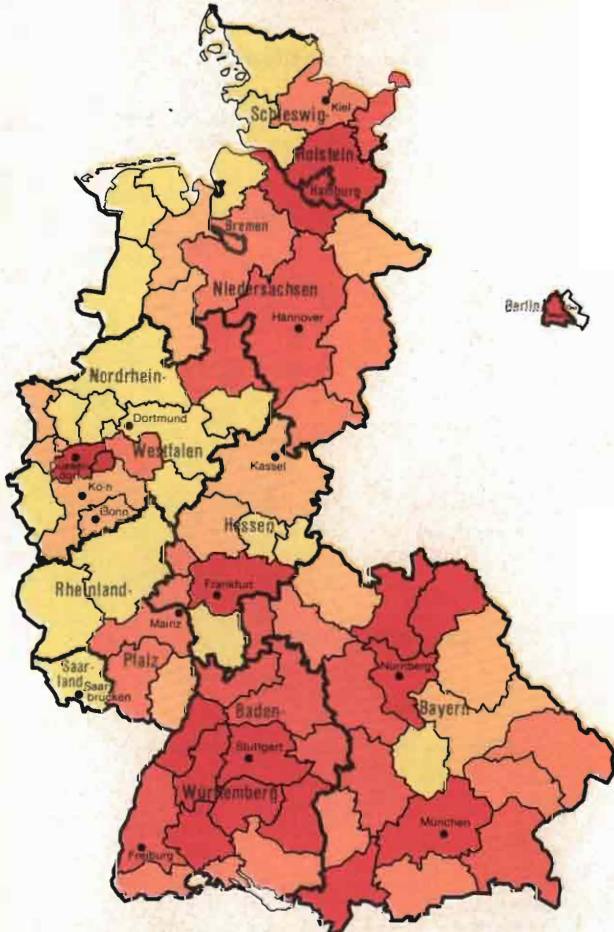 Kiel
Schleswig-
Holstein
Hamburg
Bremen
Niedersachsen
Berlin
Hannover
Nordrhein-
Dortmund
Westfalen
Kassel
Köln
Bonn
Hessen
Rheinland-
Frankfurt
Mainz
Pfalz
Saar-
land
Saar
brücken
Nürnberg
Bayern
Baden-
Stuttgart
Württemberg
München
Freiburg